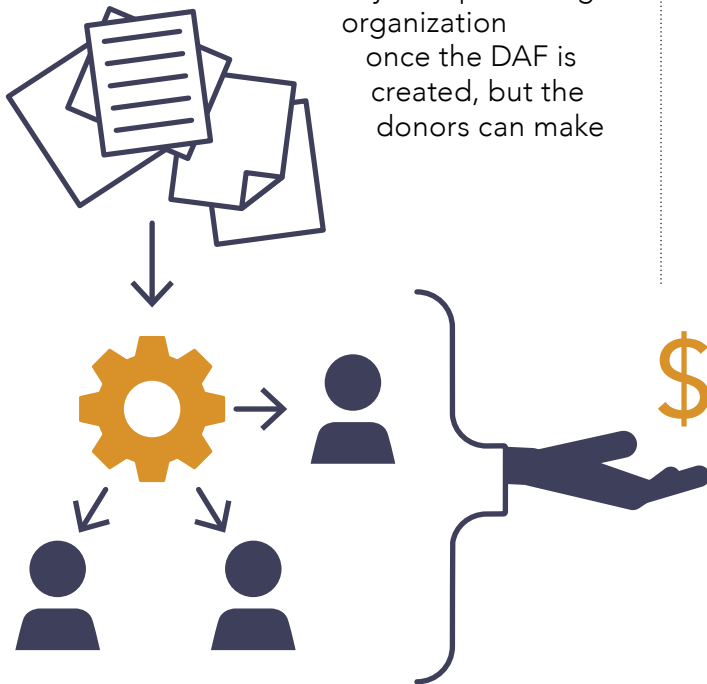 organization
once the DAF is
created, but the
donors can make
$